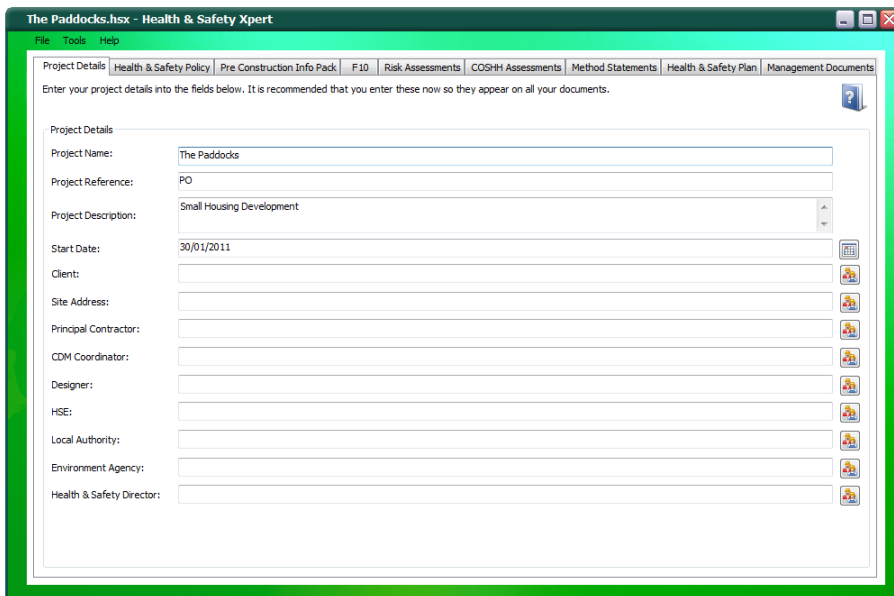 The Paddocks.hsx - Health & Safety Xpert
File Tools Help
Project Details Health & Safety Policy Pre Construction Info Pack F10 Risk Assessments COSHH Assessments Method Statements Health & Safety Plan Management Documents
Enter your project details into the fields below. It is recommended that you enter these now so they appear on all your documents.
Project Details
Project Name: The Paddocks
Project Reference: PO
Project Description: Small Housing Development
Start Date: 30/01/2011
Client:
Site Address:
Principal Contractor:
CDM Coordinator:
Designer:
HSE:
Local Authority:
Environment Agency:
Health & Safety Director: